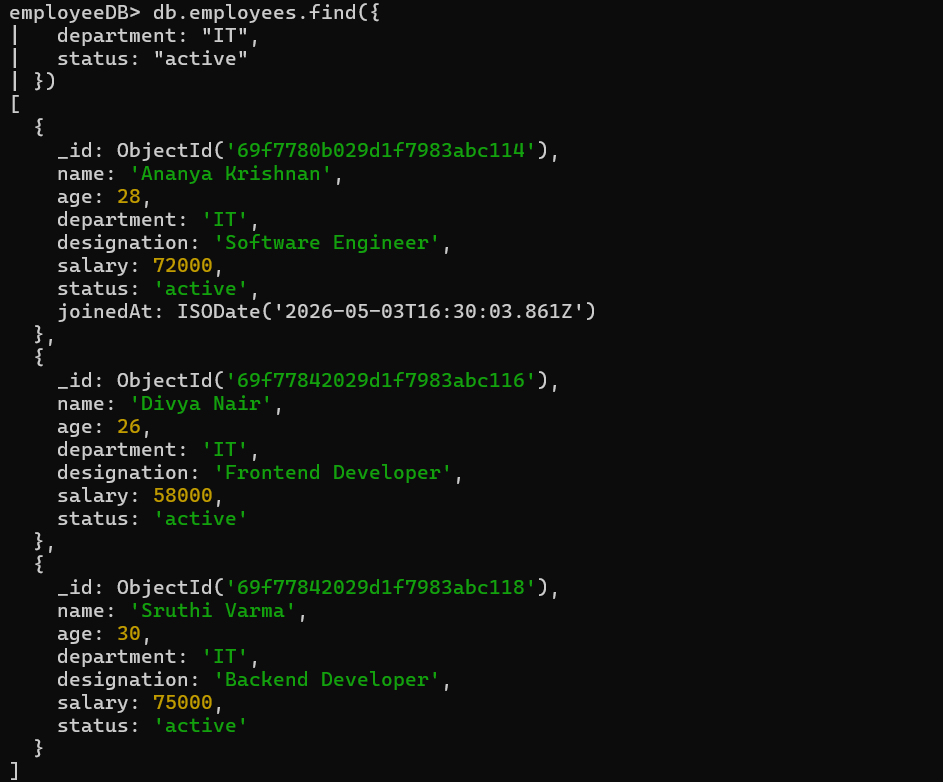 employeeDB> db.employees.find({
|   department: "IT",
|   status: "active"
| })
[
  {
    _id: ObjectId('69f7780b029d1f7983abc114'),
    name: 'Ananya Krishnan',
    age: 28,
    department: 'IT',
    designation: 'Software Engineer',
    salary: 72000,
    status: 'active',
    joinedAt: ISODate('2026-05-03T16:30:03.861Z')
  },
  {
    _id: ObjectId('69f77842029d1f7983abc116'),
    name: 'Divya Nair',
    age: 26,
    department: 'IT',
    designation: 'Frontend Developer',
    salary: 58000,
    status: 'active'
  },
  {
    _id: ObjectId('69f77842029d1f7983abc118'),
    name: 'Sruthi Varma',
    age: 30,
    department: 'IT',
    designation: 'Backend Developer',
    salary: 75000,
    status: 'active'
  }
]